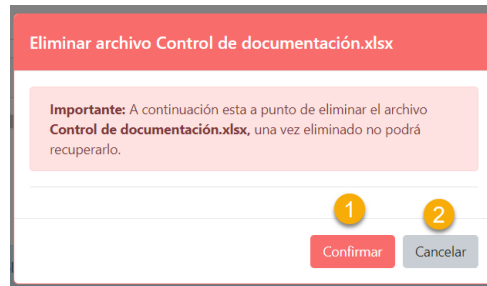 Eliminar archivo Control de documentación.xlsx
Importante: A continuación esta a punto de eliminar el archivo
Control de documentación.xlsx, una vez eliminado no podrá
recuperarlo.
1 2
Confirmar Cancelar